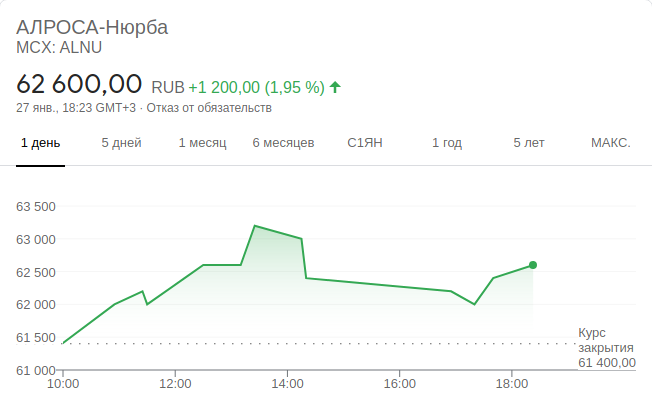 АЛРОСА-Нюрба
MCX: ALNU
62 600,00 RUB +1 200,00 (1,95 %)
27 янв., 18:23 GMT+3 · Отказ от обязательств
1 день 5 дней 1 месяц 6 месяцев С1ЯН 1 год 5 лет МАКС.
63 500
63 000
62 500
62 000
61 500
61 000
Курс
закрытия
61 400,00
10:00 12:00 14:00 16:00 18:00